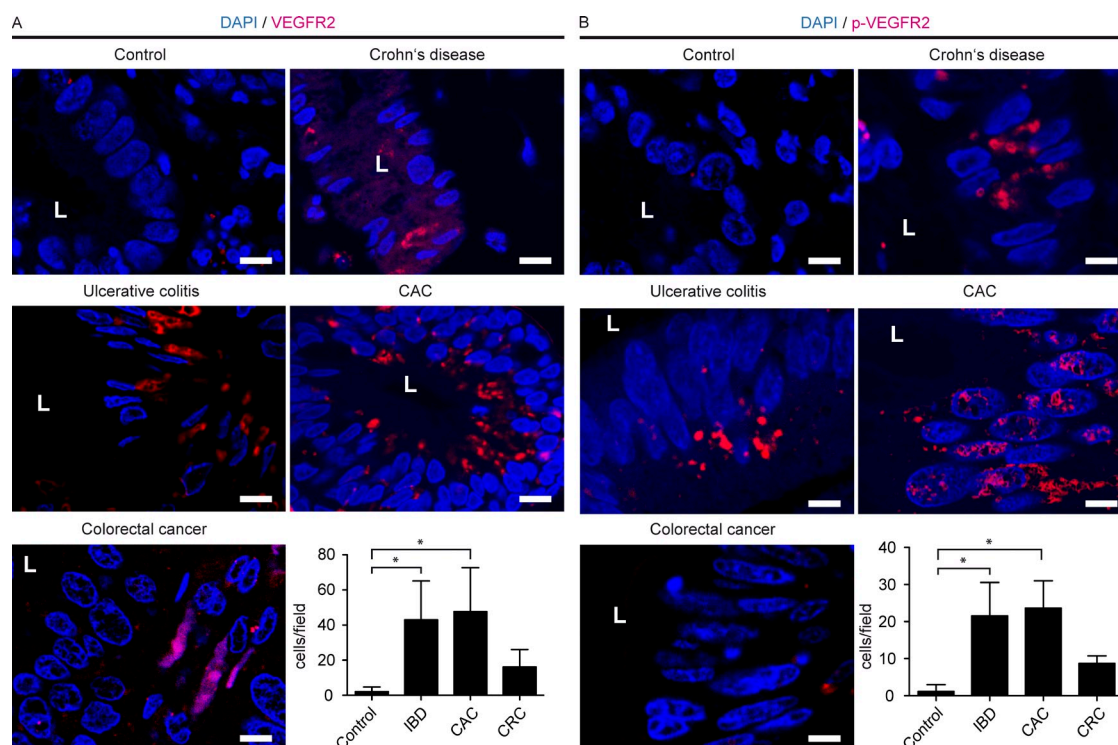 A
DAPI / VEGFR2
Control
Crohn's disease
L
L
Ulcerative colitis
CAC
L
L
Colorectal cancer
L
80
60
40
20
0
cells/field
*
*
Control
IBD
CAC
CRC
B
DAPI / p-VEGFR2
Control
Crohn's disease
L
L
Ulcerative colitis
CAC
L
L
Colorectal cancer
L
40
30
20
10
0
cells/field
*
*
Control
IBD
CAC
CRC